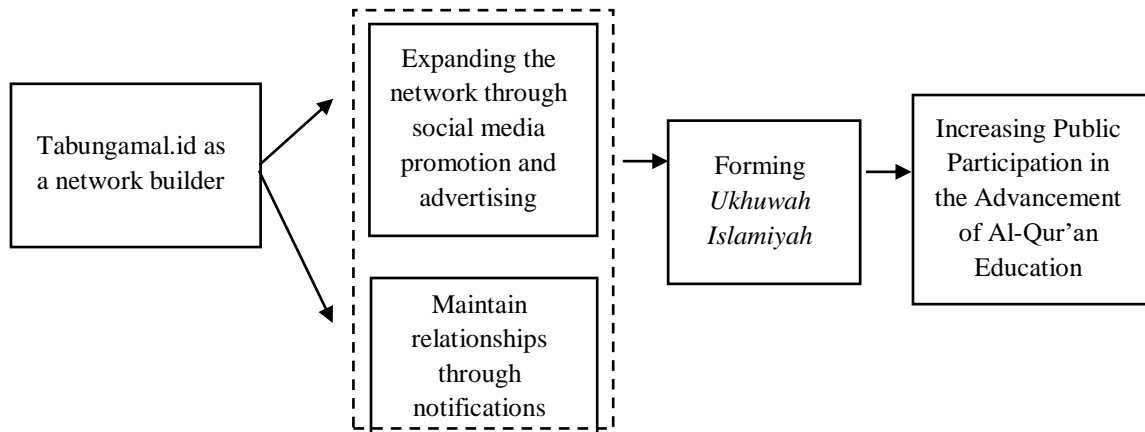 Tabungamal.id as
a network builder
Expanding the
network through
social media
promotion and
advertising
Maintain
relationships
through
notifications
Forming
Ukhuwah
Islamiyah
Increasing Public
Participation in
the Advancement
of Al-Qur’an
Education